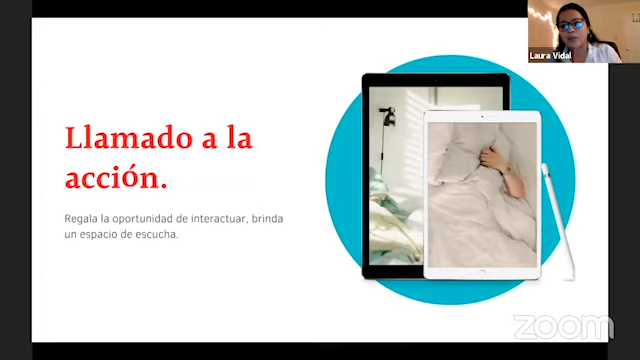 Laura Vidal
Llamado a la
acción.
Regala la oportunidad de interactuar, brinda
un espacio de escucha.
zoom